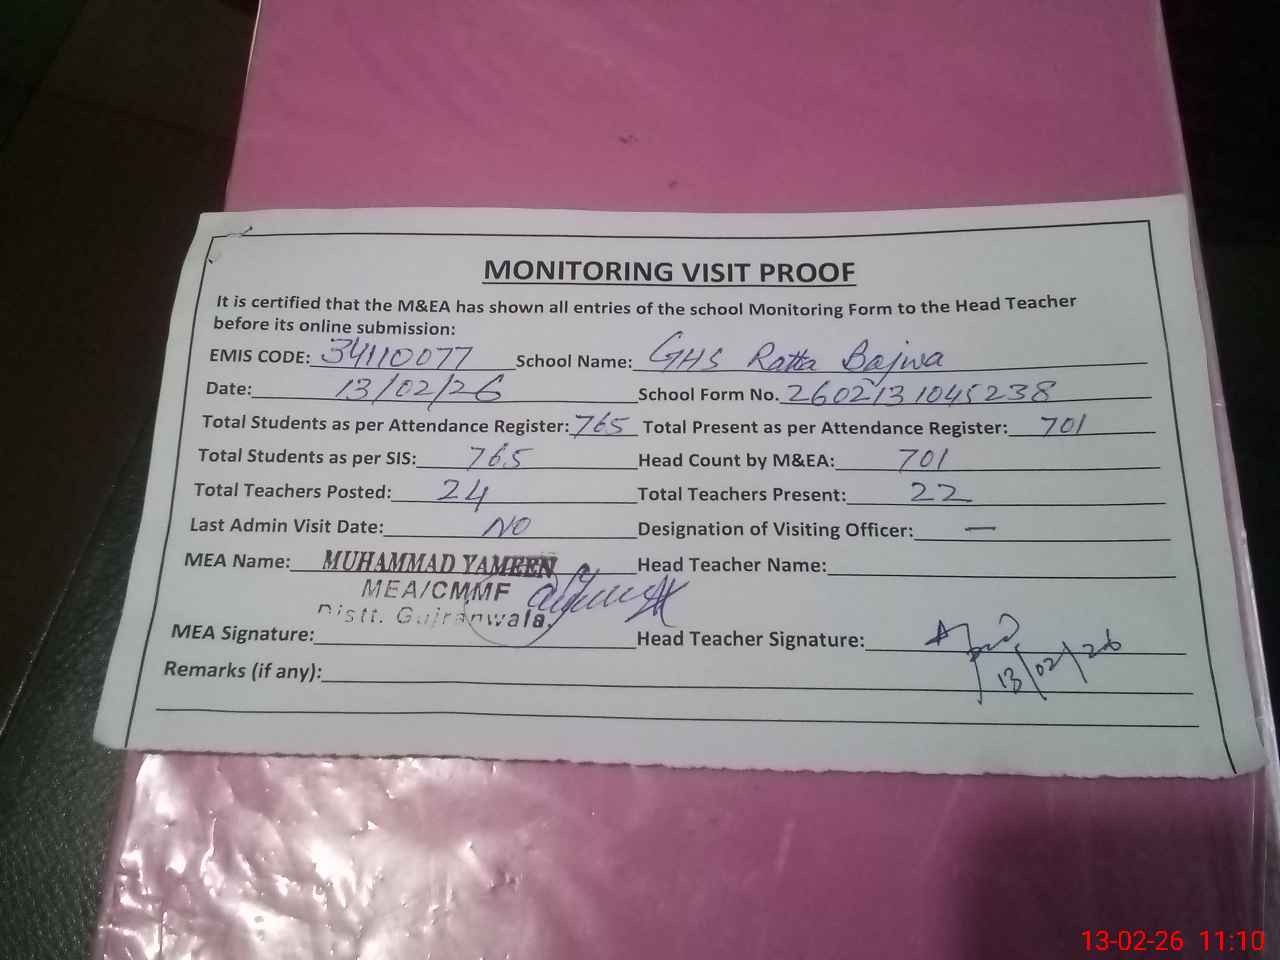 MONITORING VISIT PROOF
It is certified that the M&EA has shown all entries of the school Monitoring Form to the Head Teacher
before its online submission:
EMIS CODE: 34110077 School Name: GHS Ratta Bajwa
Date: 13/02/26 School Form No. 2602131045238
Total Students as per Attendance Register: 765 Total Present as per Attendance Register: 701
Total Students as per SIS: 765 Head Count by M&EA: 701
Total Teachers Posted: 24 Total Teachers Present: 22
Last Admin Visit Date: NO Designation of Visiting Officer: —
MEA Name: MUHAMMAD YAMEEN Head Teacher Name:
MEA/CMMF
Distt. Gujranwala.
MEA Signature: Head Teacher Signature:
13/02/26
Remarks (if any):
13-02-26 11:10